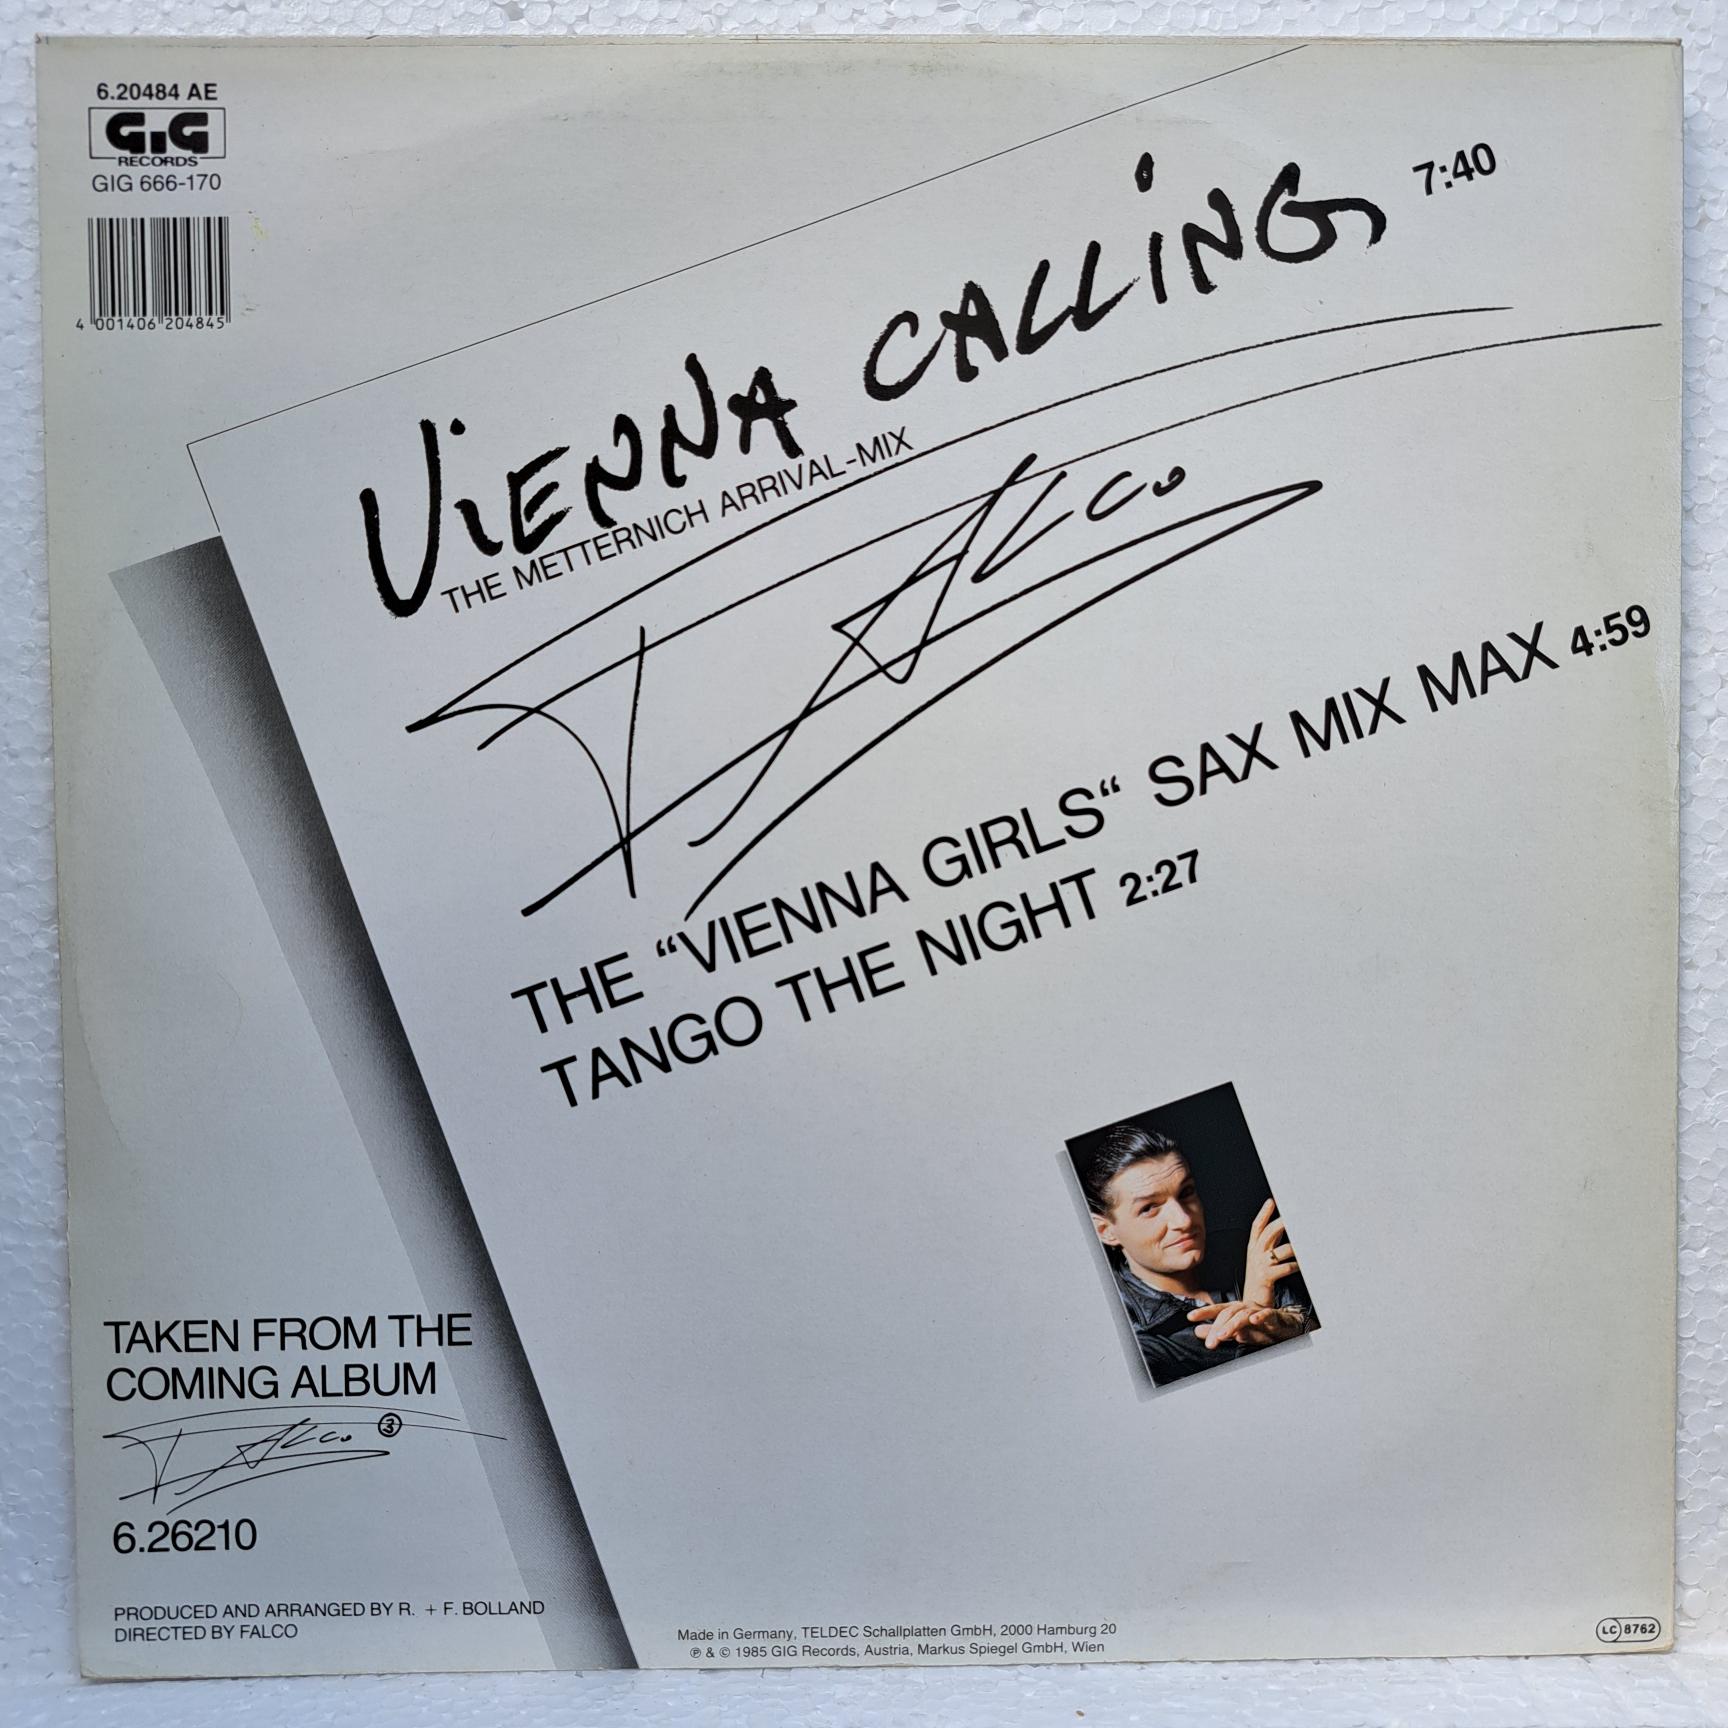 6.20484 AE
GiG
RECORDS
GIG 666-170
4 001406 204845
ViENNA CALLiNG 7:40
THE METTERNICH ARRIVAL-MIX
FALCO
THE “VIENNA GIRLS“ SAX MIX MAX 4:59
TANGO THE NIGHT 2:27
TAKEN FROM THE
COMING ALBUM
FALCO 3
6.26210
PRODUCED AND ARRANGED BY R. + F. BOLLAND
DIRECTED BY FALCO
Made in Germany, TELDEC Schallplatten GmbH, 2000 Hamburg 20
℗ & © 1985 GIG Records, Austria, Markus Spiegel GmbH, Wien
LC 8762